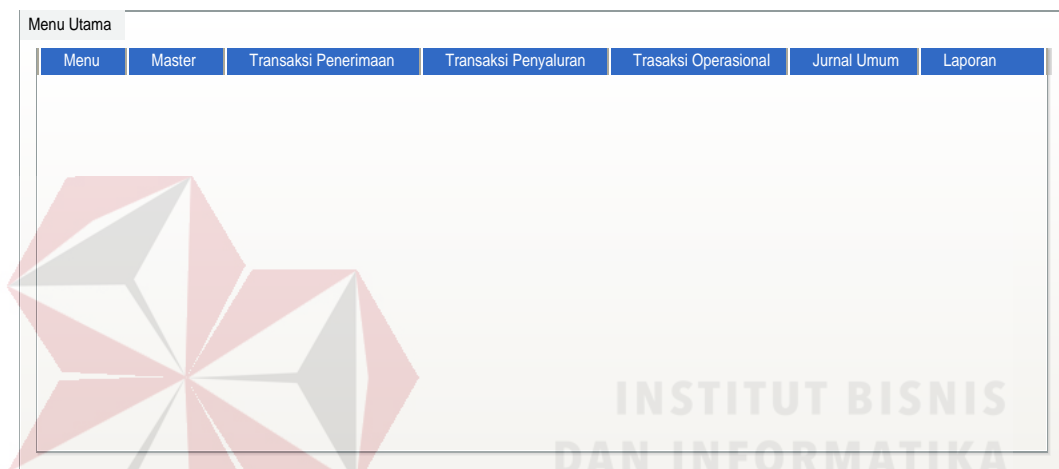 Menu Utama
Menu Master Transaksi Penerimaan Transaksi Penyaluran Trasaksi Operasional Jurnal Umum Laporan
INSTITUT BISNIS
DAN INFORMATIKA